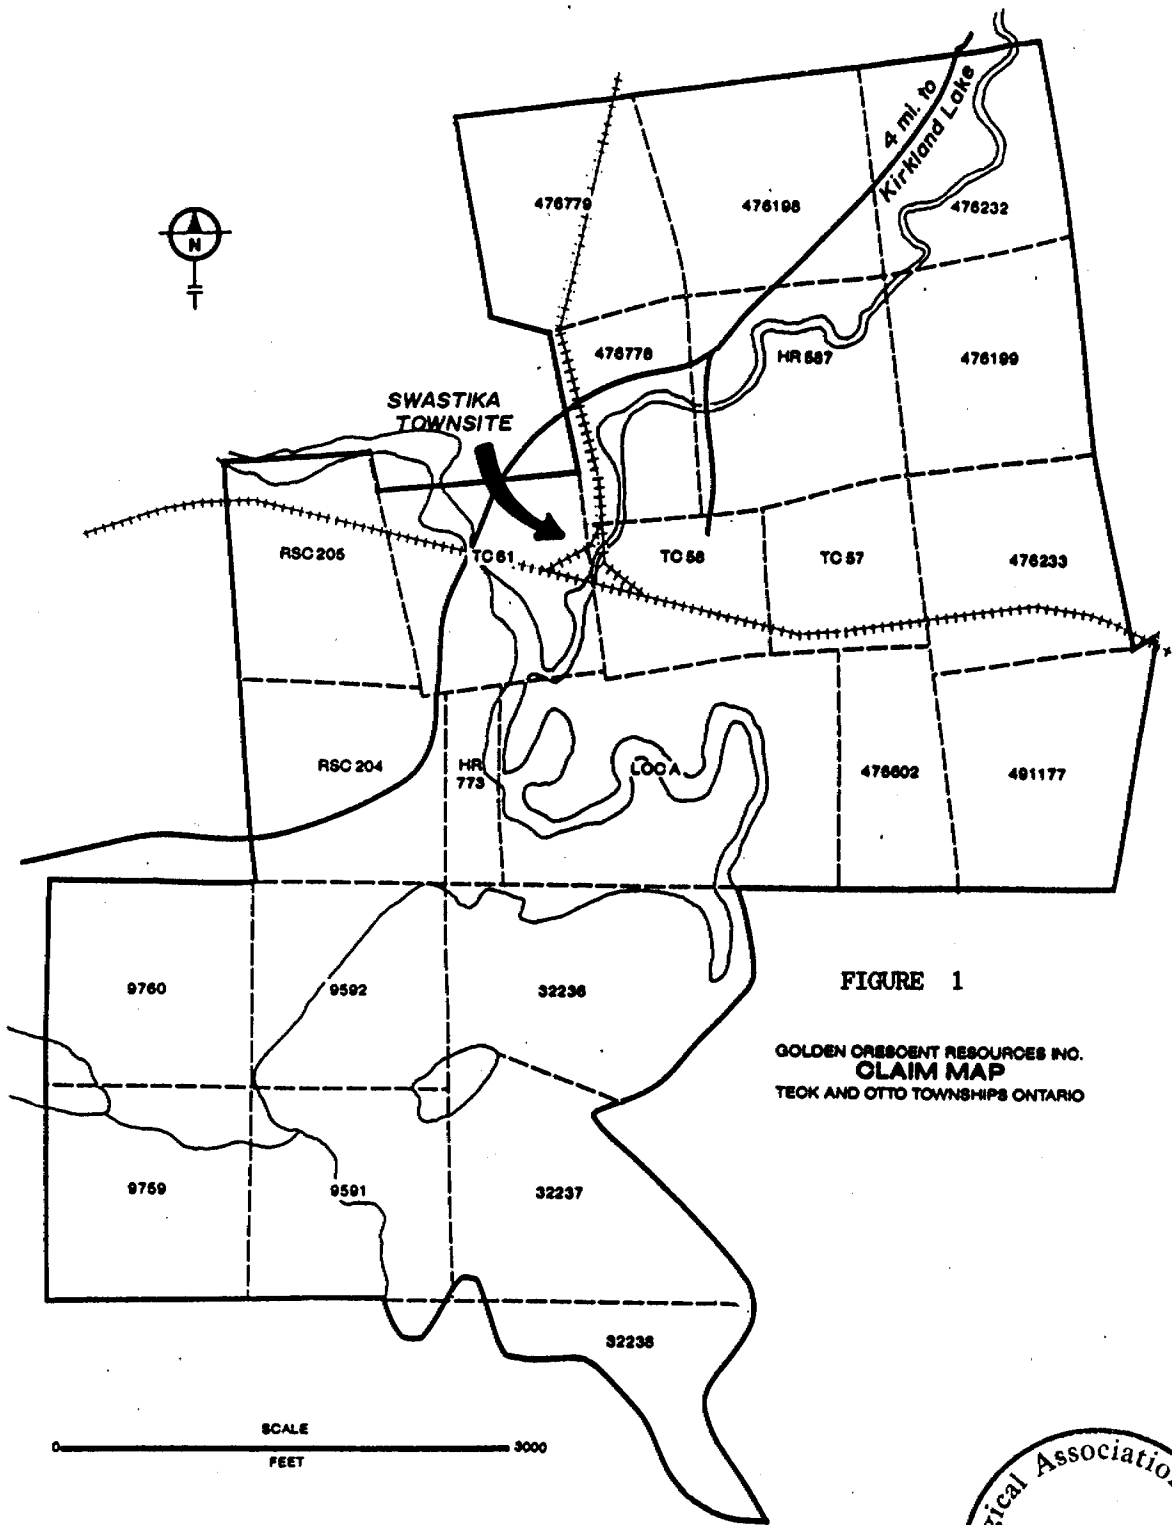 4 mi. to
Kirkland Lake
476779
476198
476232
N
476778
HR 587
476199
SWASTIKA
TOWNSITE
RSC 205
TC 61
TC 58
TC 57
476233
RSC 204
HR
773
LOC A
476602
491177
9760
9592
32236
FIGURE 1
GOLDEN CRESCENT RESOURCES INC.
CLAIM MAP
TECK AND OTTO TOWNSHIPS ONTARIO
9759
9591
32237
32238
SCALE
0 3000
FEET
gical Association